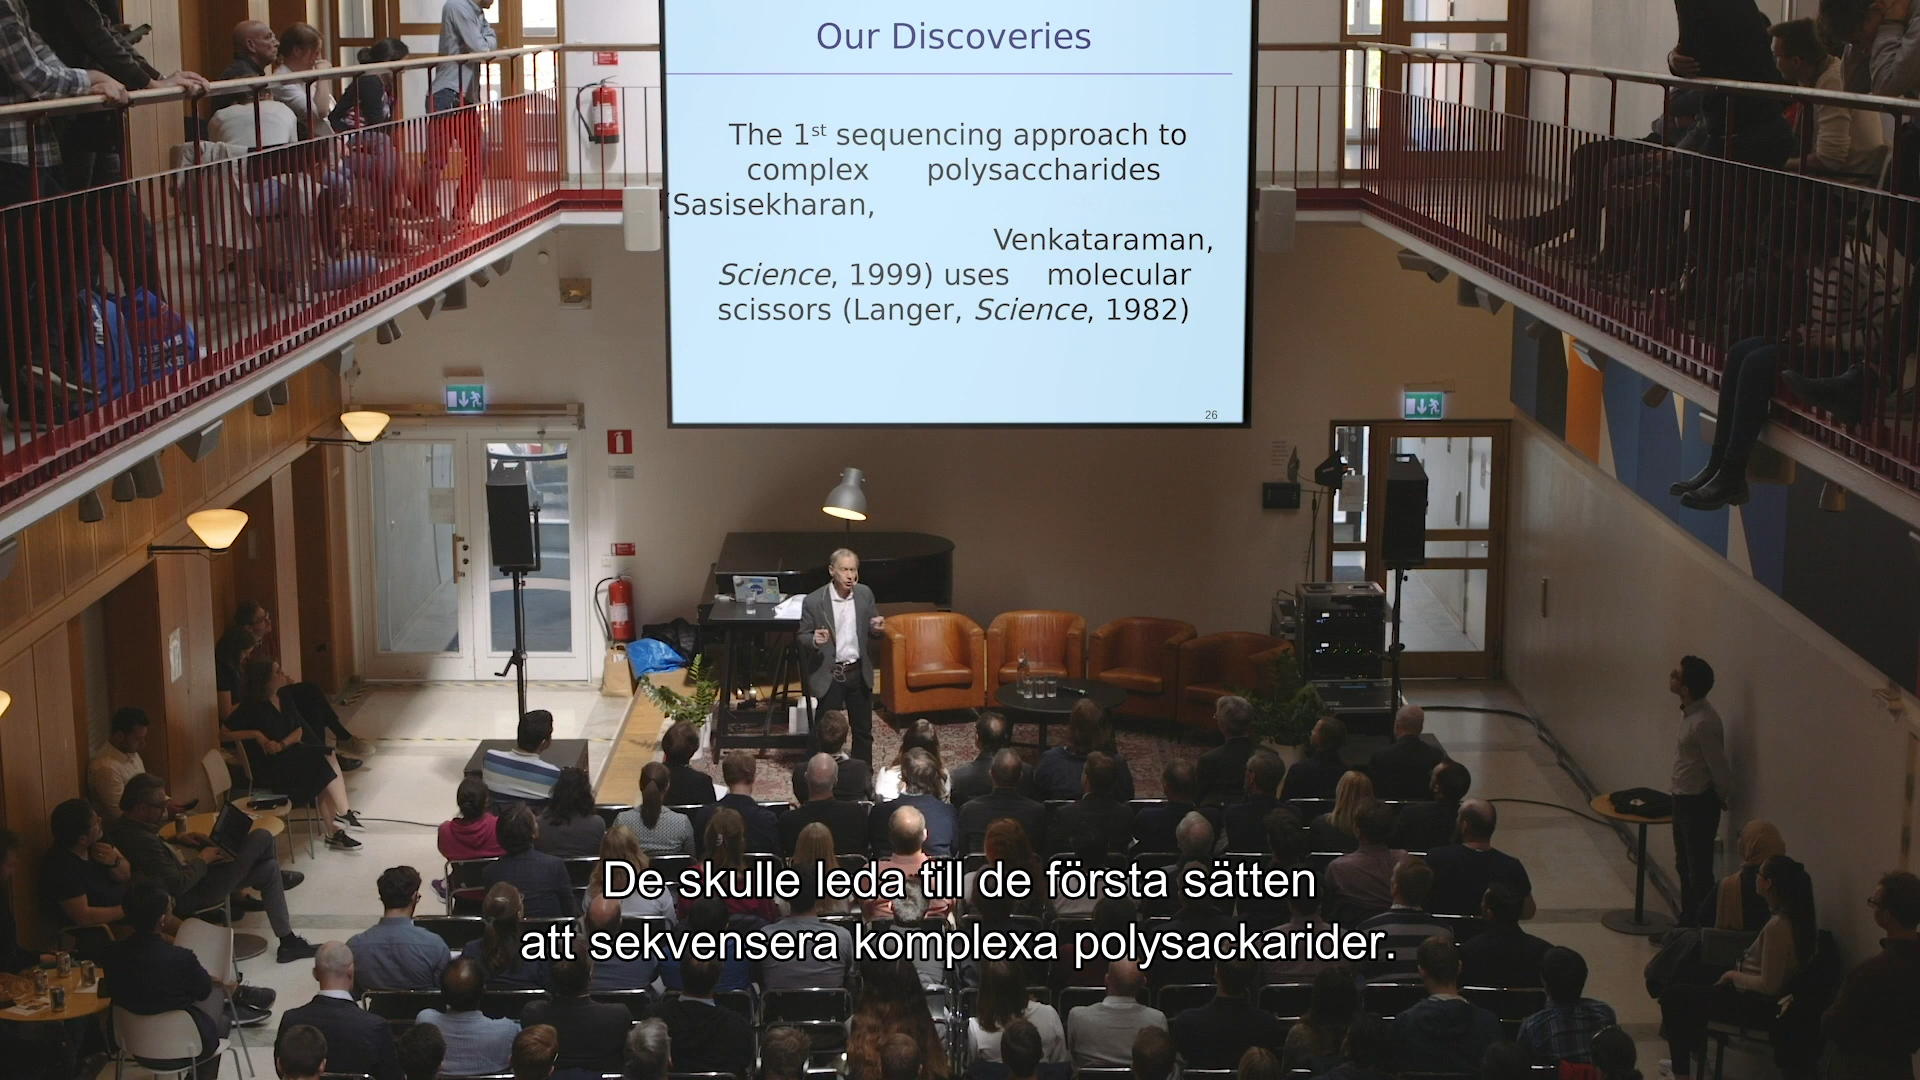 Our Discoveries
The 1st sequencing approach to
complex polysaccharides
(Sasisekharan,
Venkataraman,
Science, 1999) uses molecular
scissors (Langer, Science, 1982)
26
De skulle leda till de första sätten
att sekvensera komplexa polysackarider.